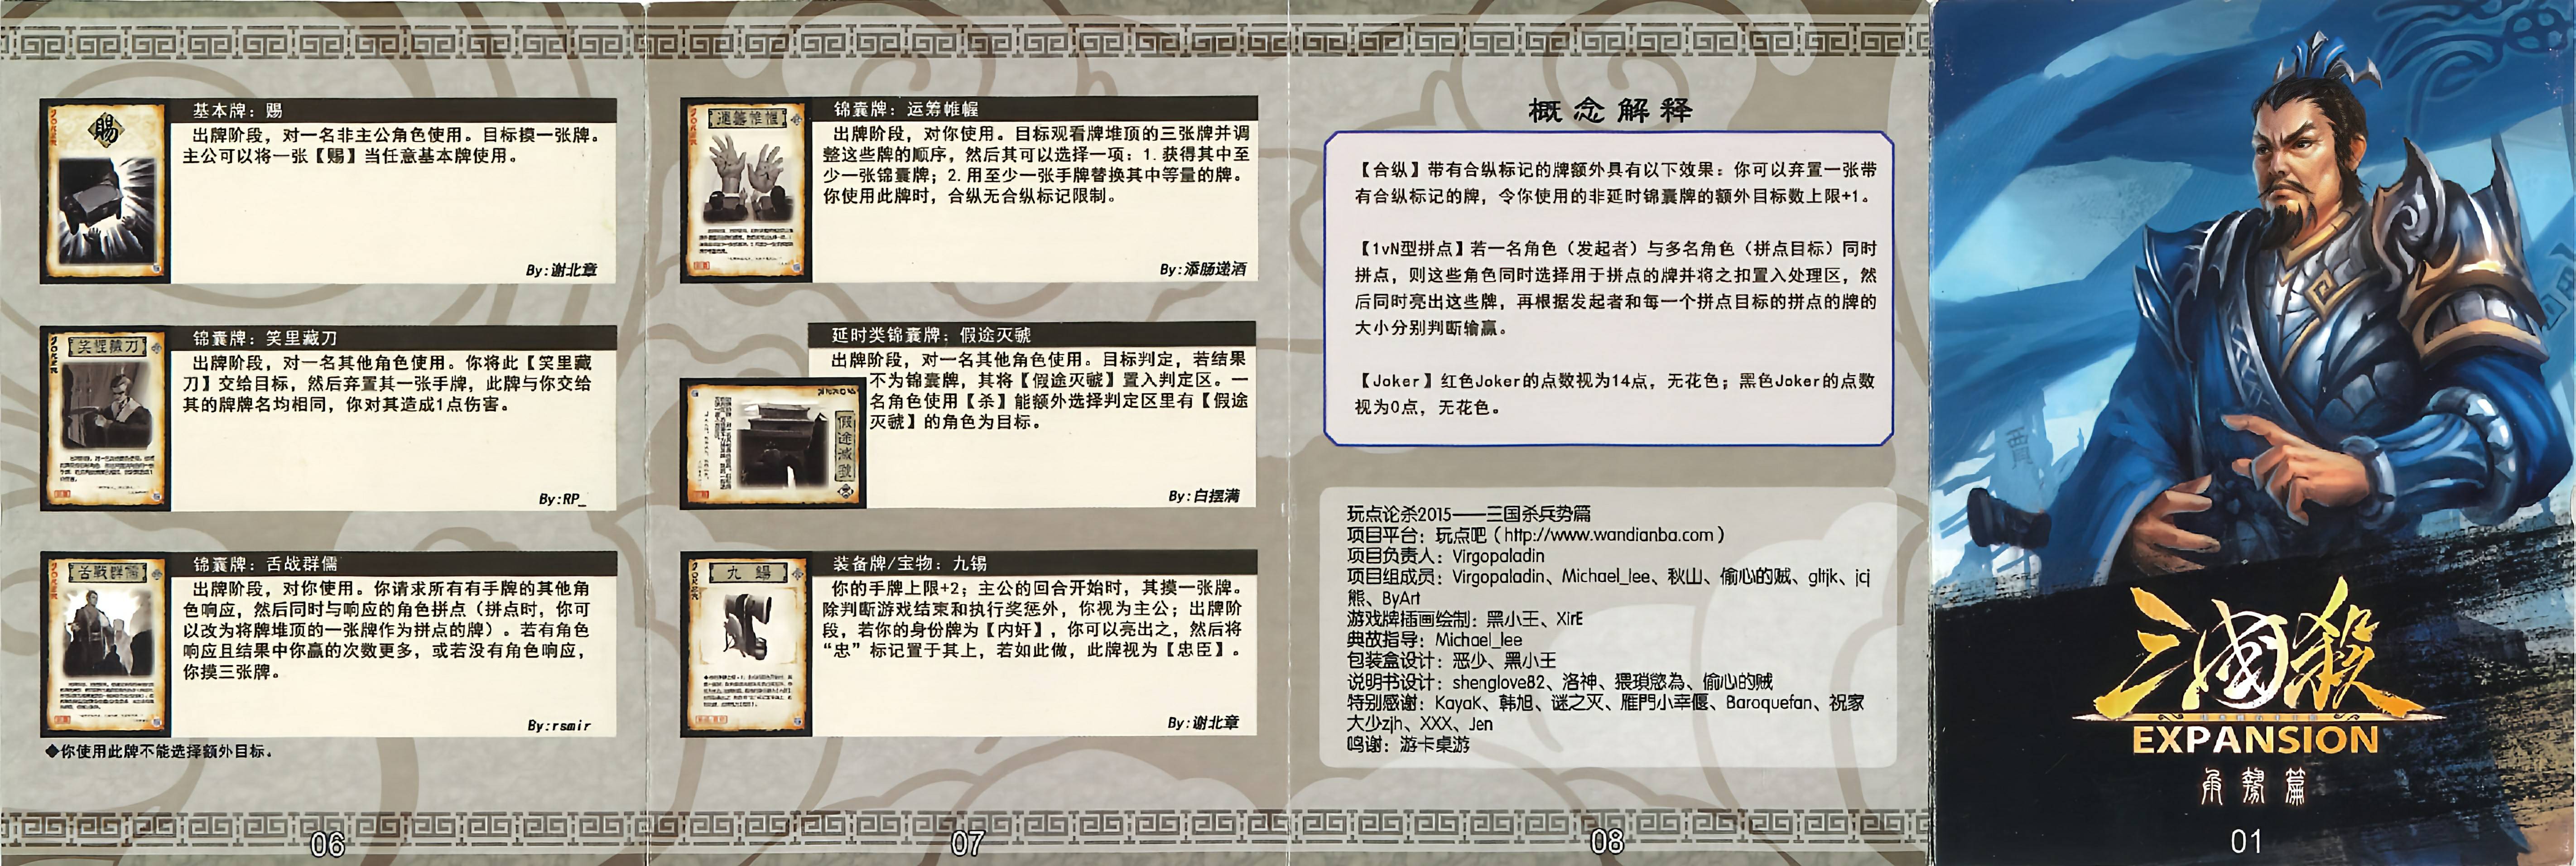 基本牌：赐
出牌阶段，对一名非主公角色使用。目标摸一张牌。
主公可以将一张【赐】当任意基本牌使用。
By:谢北章
賜
JOKER
锦囊牌：笑里藏刀
出牌阶段，对一名其他角色使用。你将此【笑里藏
刀】交给目标，然后弃置其一张手牌，此牌与你交给
其的牌牌名均相同，你对其造成1点伤害。
By:RP_
笑裡藏刀
JOKER
锦囊牌：舌战群儒
出牌阶段，对你使用。你请求所有有手牌的其他角
色响应，然后同时与响应的角色拼点（拼点时，你可
以改为将牌堆顶的一张牌作为拼点的牌）。若有角色
响应且结果中你赢的次数更多，或若没有角色响应，
你摸三张牌。
By:rsmir
舌戰群儒
JOKER
◆你使用此牌不能选择额外目标。
06
锦囊牌：运筹帷幄
出牌阶段，对你使用。目标观看牌堆顶的三张牌并调
整这些牌的顺序，然后其可以选择一项：1.获得其中至
少一张锦囊牌；2.用至少一张手牌替换其中等量的牌。
你使用此牌时，合纵无合纵标记限制。
By:添肠递酒
運籌帷幄
JOKER
延时类锦囊牌：假途灭虢
出牌阶段，对一名其他角色使用。目标判定，若结果
不为锦囊牌，其将【假途灭虢】置入判定区。一
名角色使用【杀】能额外选择判定区里有【假途
灭虢】的角色为目标。
By:白摆满
假途滅虢
JOKER
装备牌/宝物：九锡
你的手牌上限+2；主公的回合开始时，其摸一张牌。
除判断游戏结束和执行奖惩外，你视为主公；出牌阶
段，若你的身份牌为【内奸】，你可以亮出之，然后将
“忠”标记置于其上，若如此做，此牌视为【忠臣】。
By:谢北章
九錫
JOKER
07
概念解释
【合纵】带有合纵标记的牌额外具有以下效果：你可以弃置一张带
有合纵标记的牌，令你使用的非延时锦囊牌的额外目标数上限+1。
【1vN型拼点】若一名角色（发起者）与多名角色（拼点目标）同时
拼点，则这些角色同时选择用于拼点的牌并将之扣置入处理区，然
后同时亮出这些牌，再根据发起者和每一个拼点目标的拼点的牌的
大小分别判断输赢。
【Joker】红色Joker的点数视为14点，无花色；黑色Joker的点数
视为0点，无花色。
玩点论杀2015——三国杀兵势篇
项目平台：玩点吧（http://www.wandianba.com）
项目负责人：Virgopaladin
项目组成员：Virgopaladin、Michael_lee、秋山、偷心的贼、gltjk、jcj
熊、ByArt
游戏牌插画绘制：黑小王、XirE
典故指导：Michael_lee
包装盒设计：恶少、黑小王
说明书设计：shenglove82、洛神、猥瑣慾為、偷心的贼
特别感谢：KayaK、韩旭、谜之灭、雁門小幸偃、Baroquefan、祝家
大少zjh、XXX、Jen
鸣谢：游卡桌游
08
三國殺
EXPANSION
兵勢篇
01